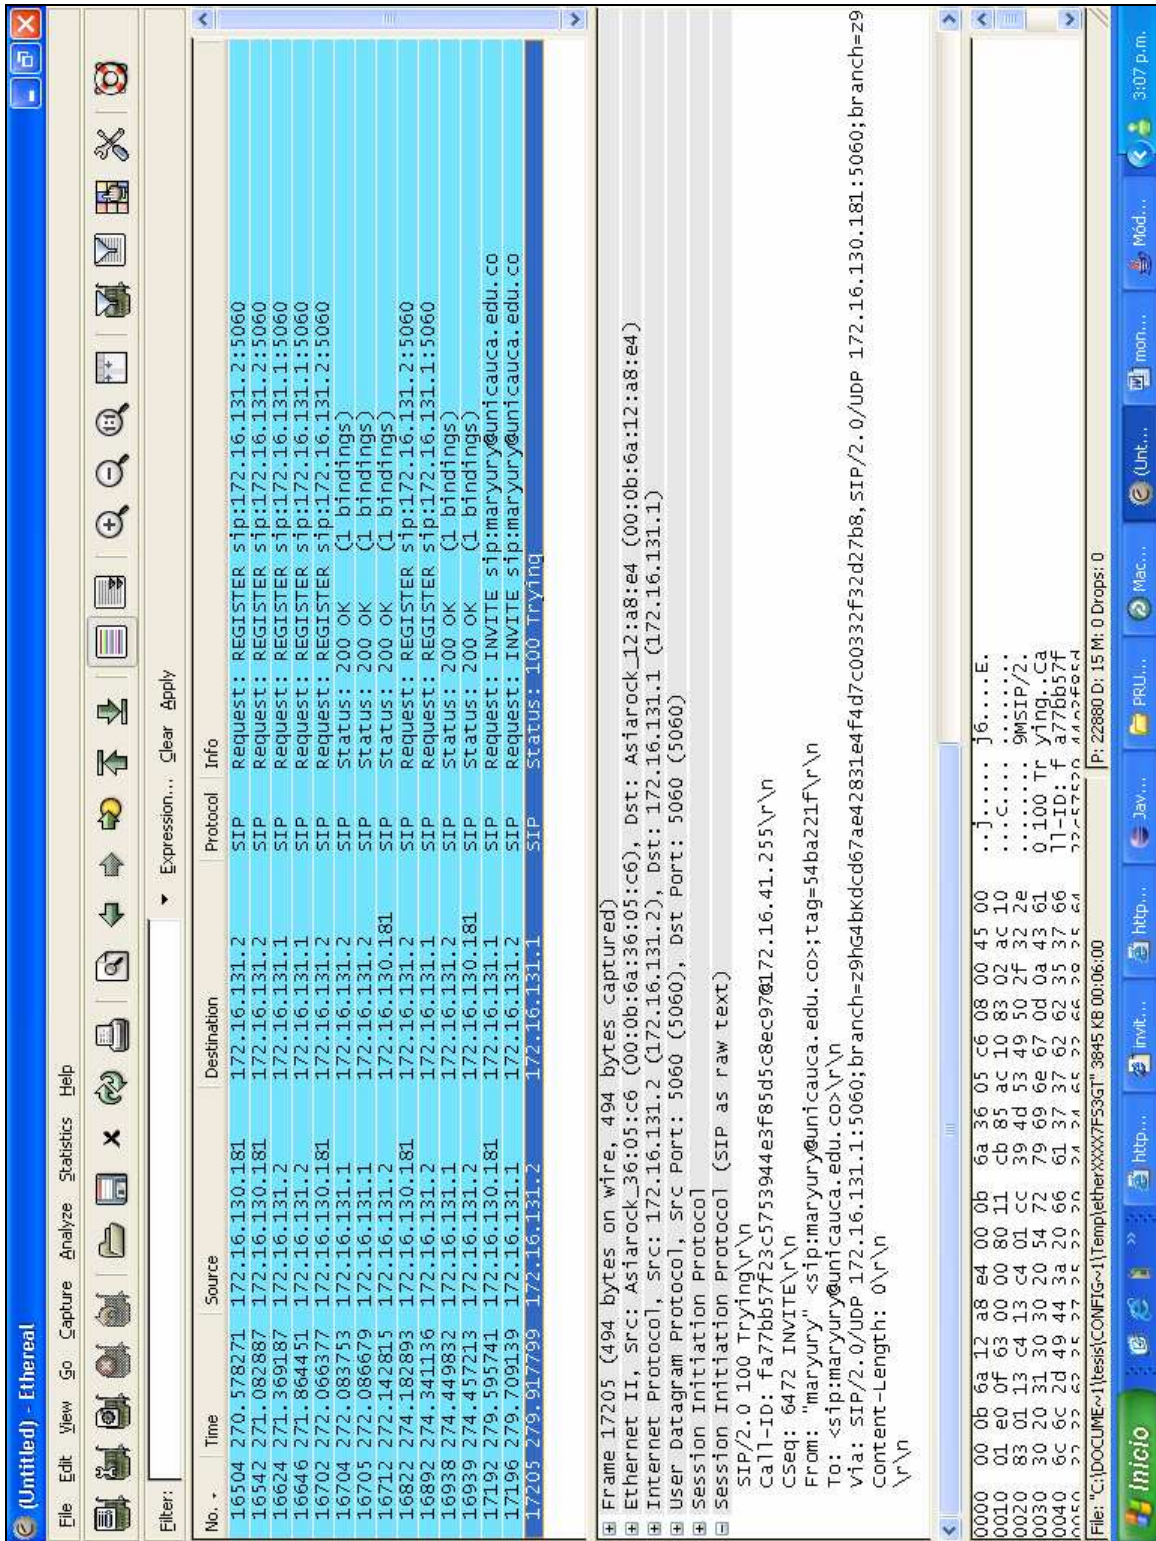 (Untitled) - Ethereal
File Edit View Go Capture Analyze Statistics Help
Filter: Expression... Clear Apply
No. Time Source Destination Protocol Info
16504 270.578271 172.16.130.181 172.16.131.2 SIP Request: REGISTER sip:172.16.131.2:5060
16542 271.082887 172.16.130.181 172.16.131.2 SIP Request: REGISTER sip:172.16.131.2:5060
16624 271.369187 172.16.131.2 172.16.131.1 SIP Request: REGISTER sip:172.16.131.1:5060
16646 271.864451 172.16.131.2 172.16.131.1 SIP Request: REGISTER sip:172.16.131.1:5060
16702 272.066377 172.16.130.181 172.16.131.2 SIP Request: REGISTER sip:172.16.131.2:5060
16704 272.083753 172.16.131.1 172.16.131.2 SIP Status: 200 OK (1 bindings)
16705 272.086679 172.16.131.1 172.16.131.2 SIP Status: 200 OK (1 bindings)
16712 272.142815 172.16.131.2 172.16.130.181 SIP Status: 200 OK (1 bindings)
16822 274.182893 172.16.130.181 172.16.131.2 SIP Request: REGISTER sip:172.16.131.2:5060
16892 274.341136 172.16.131.2 172.16.131.1 SIP Request: REGISTER sip:172.16.131.1:5060
16938 274.449832 172.16.131.1 172.16.131.2 SIP Status: 200 OK (1 bindings)
16939 274.457213 172.16.131.2 172.16.130.181 SIP Status: 200 OK (1 bindings)
17192 279.595741 172.16.130.181 172.16.131.1 SIP Request: INVITE sip:maryury@unicauca.edu.co
17196 279.709139 172.16.131.1 172.16.131.2 SIP Request: INVITE sip:maryury@unicauca.edu.co
17205 279.917799 172.16.131.2 172.16.131.1 SIP Status: 100 Trying
Frame 17205 (494 bytes on wire, 494 bytes captured)
Ethernet II, Src: Asiarock_36:05:c6 (00:0b:6a:36:05:c6), Dst: Asiarock_12:a8:e4 (00:0b:6a:12:a8:e4)
Internet Protocol, Src: 172.16.131.2 (172.16.131.2), Dst: 172.16.131.1 (172.16.131.1)
User Datagram Protocol, Src Port: 5060 (5060), Dst Port: 5060 (5060)
Session Initiation Protocol
Session Initiation Protocol (SIP as raw text)
SIP/2.0 100 Trying\r\n
Call-ID: fa77bb57f23c5753944e3f85d5c8ec97@172.16.41.255\r\n
CSeq: 6472 INVITE\r\n
From: "maryury" <sip:maryury@unicauca.edu.co>;tag=54ba221f\r\n
To: <sip:maryury@unicauca.edu.co>\r\n
Via: SIP/2.0/UDP 172.16.131.1:5060;branch=z9hG4bKdcd67ae42831e4f4d7c00332f32d27b8,SIP/2.0/UDP 172.16.130.181:5060;branch=z9
Content-Length: 0\r\n
\r\n
0000 00 0b 6a 12 a8 e4 00 0b 6a 36 05 c6 08 00 45 00 ..j..... j6....E.
0010 01 e0 0f 63 00 00 80 11 cb 85 ac 10 83 02 ac 10 ...c.... ........
0020 83 01 13 c4 13 c4 01 cc 39 4d 53 49 50 2f 32 2e ........ 9MSIP/2.
0030 30 20 31 30 30 20 54 72 79 69 6e 67 0d 0a 43 61 0 100 Tr ying..Ca
0040 6c 6c 2d 49 44 3a 20 66 61 37 37 62 62 35 37 66 ll-ID: f a77bb57f
File: "C:\DOCUME~1\tesis\CONFIG~1\Temp\etherXXXX7FS3GT" 3845 KB 00:06:00 P: 22880 D: 15 M: 0 Drops: 0
Inicio http... invit... http... Jav... PRU... Mac... (Unt... mon... Mód... 3:07 p.m.